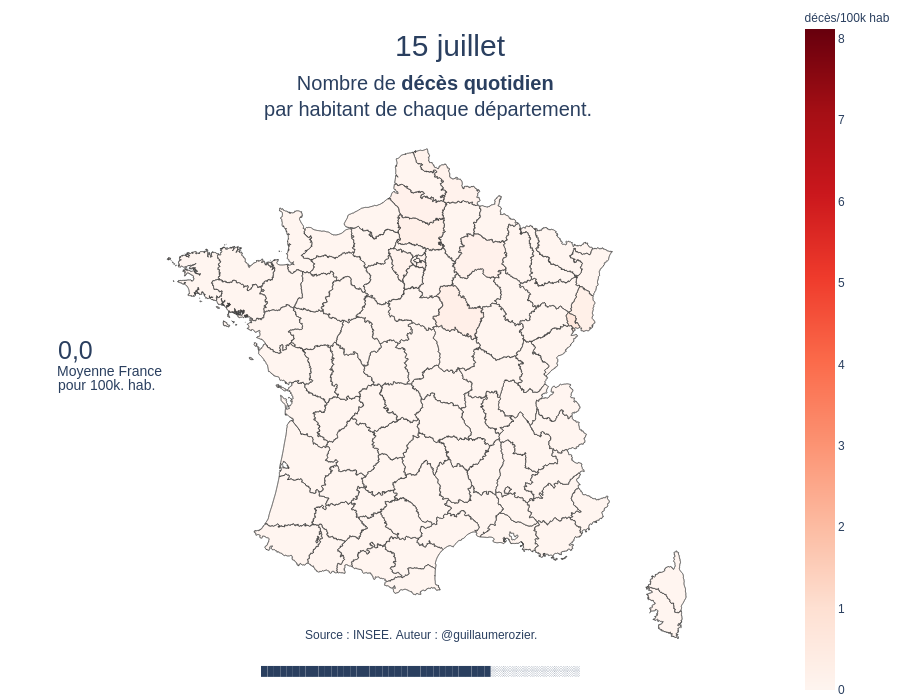 décès/100k hab
15 juillet
Nombre de décès quotidien
par habitant de chaque département.
8
7
6
5
4
3
2
1
0
0,0
Moyenne France
pour 100k. hab.
Source : INSEE. Auteur : @guillaumerozier.